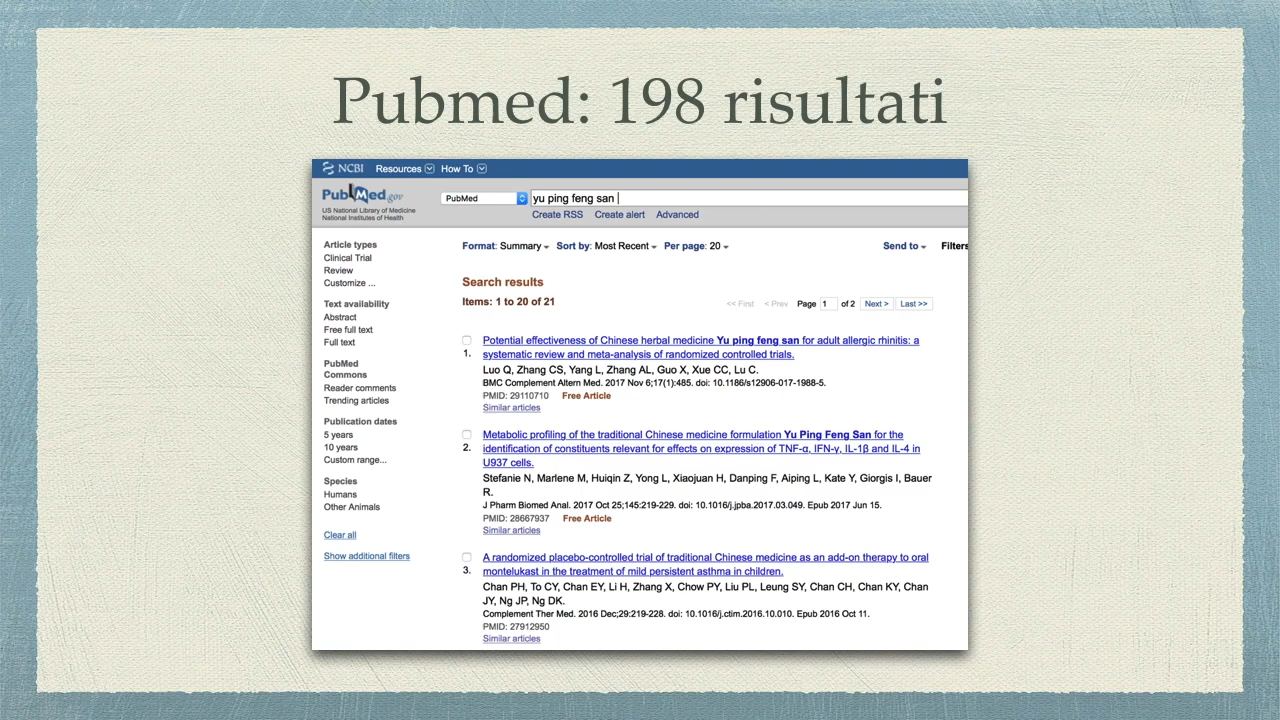 Pubmed: 198 risultati
NCBI Resources How To
PubMed.gov
US National Library of Medicine
National Institutes of Health
PubMed
yu ping feng san
Create RSS Create alert Advanced
Article types
Clinical Trial
Review
Customize ...
Text availability
Abstract
Free full text
Full text
PubMed
Commons
Reader comments
Trending articles
Publication dates
5 years
10 years
Custom range...
Species
Humans
Other Animals
Clear all
Show additional filters
Format: Summary Sort by: Most Recent Per page: 20 Send to Filters
Search results
Items: 1 to 20 of 21
<< First < Prev Page 1 of 2 Next > Last >>
1. Potential effectiveness of Chinese herbal medicine Yu ping feng san for adult allergic rhinitis: a
systematic review and meta-analysis of randomized controlled trials.
Luo Q, Zhang CS, Yang L, Zhang AL, Guo X, Xue CC, Lu C.
BMC Complement Altern Med. 2017 Nov 6;17(1):485. doi: 10.1186/s12906-017-1988-5.
PMID: 29110710 Free Article
Similar articles
2. Metabolic profiling of the traditional Chinese medicine formulation Yu Ping Feng San for the
identification of constituents relevant for effects on expression of TNF-α, IFN-γ, IL-1β and IL-4 in
U937 cells.
Stefanie N, Marlene M, Huiqin Z, Yong L, Xiaojuan H, Danping F, Aiping L, Kate Y, Giorgis I, Bauer
R.
J Pharm Biomed Anal. 2017 Oct 25;145:219-229. doi: 10.1016/j.jpba.2017.03.049. Epub 2017 Jun 15.
PMID: 28667937 Free Article
Similar articles
3. A randomized placebo-controlled trial of traditional Chinese medicine as an add-on therapy to oral
montelukast in the treatment of mild persistent asthma in children.
Chan PH, To CY, Chan EY, Li H, Zhang X, Chow PY, Liu PL, Leung SY, Chan CH, Chan KY, Chan
JY, Ng JP, Ng DK.
Complement Ther Med. 2016 Dec;29:219-228. doi: 10.1016/j.ctim.2016.10.010. Epub 2016 Oct 11.
PMID: 27912950
Similar articles